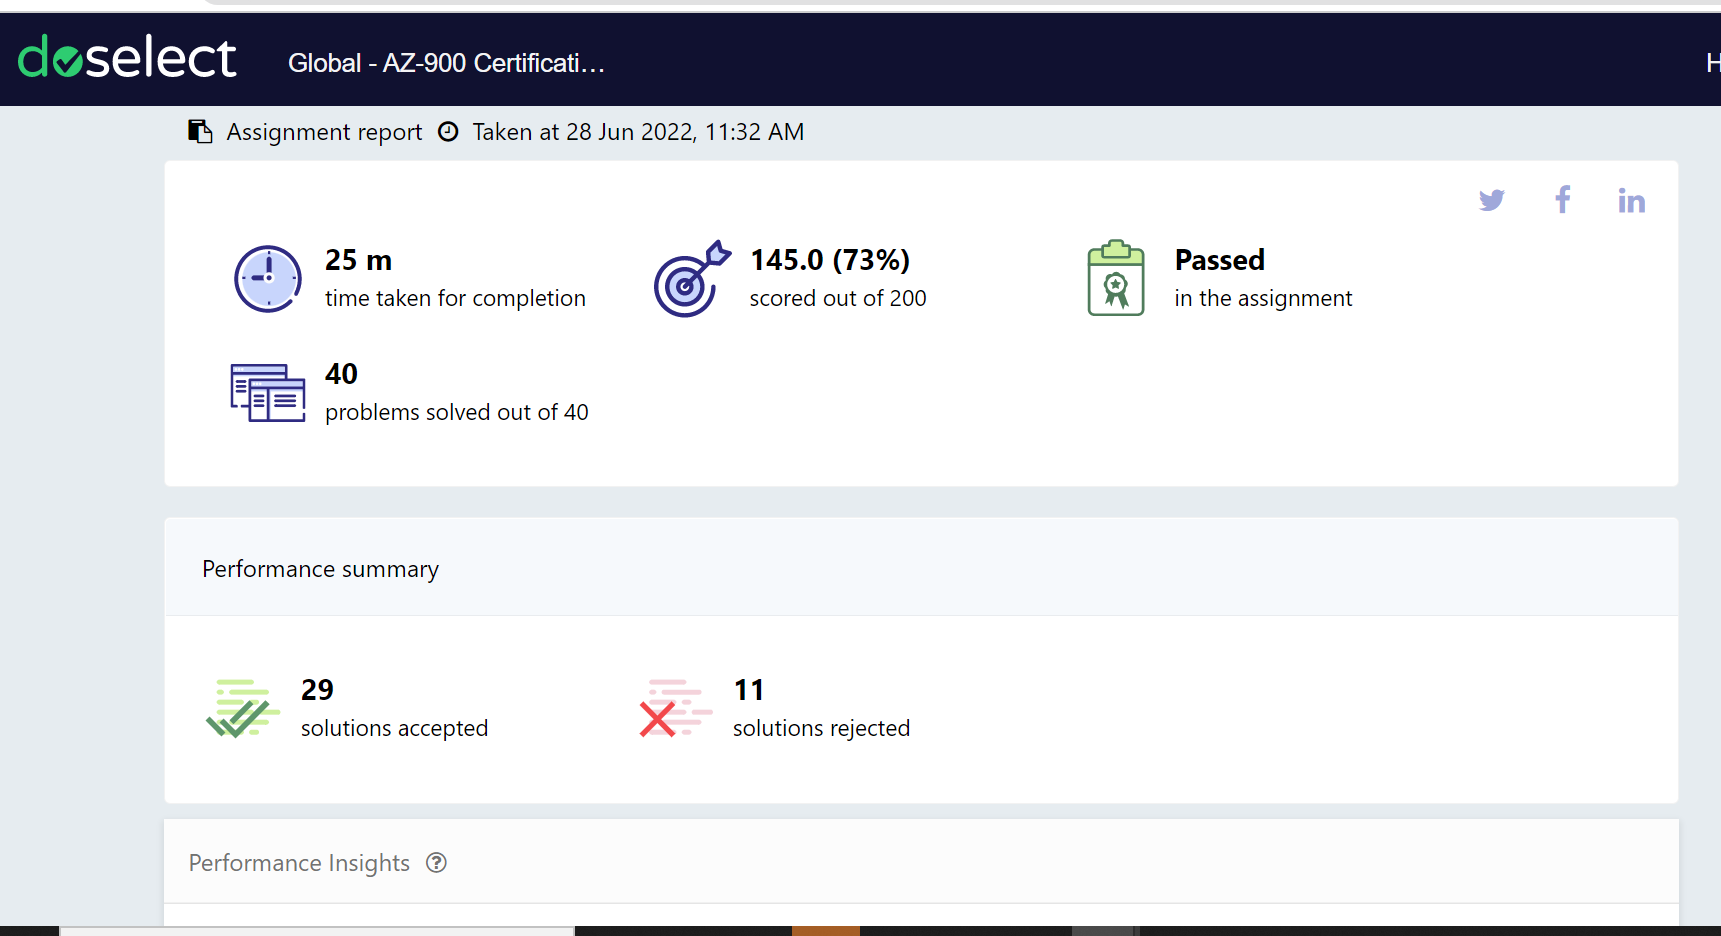 doselect
Global - AZ-900 Certificati...
H
Assignment report Taken at 28 Jun 2022, 11:32 AM
25 m
time taken for completion
145.0 (73%)
scored out of 200
Passed
in the assignment
40
problems solved out of 40
Performance summary
29
solutions accepted
11
solutions rejected
Performance Insights ?